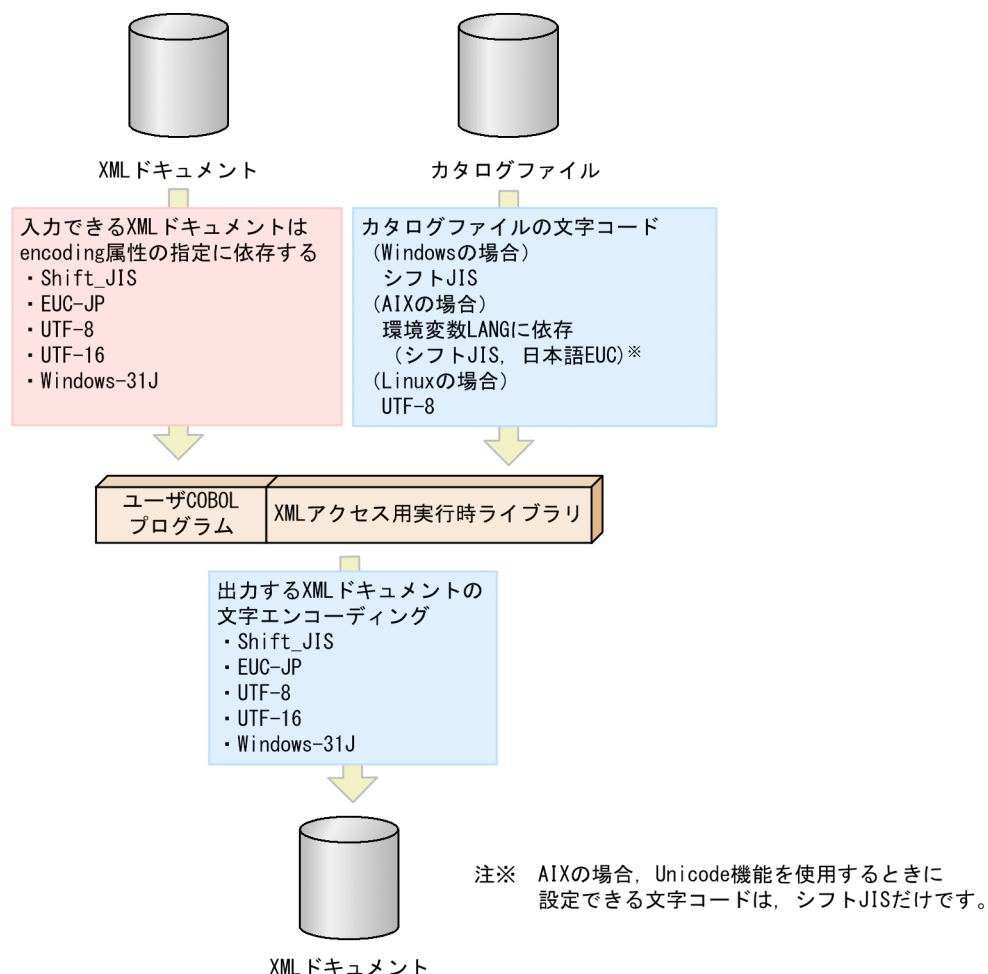 XMLドキュメント
カタログファイル
入力できるXMLドキュメントは
encoding属性の指定に依存する
・Shift_JIS
・EUC-JP
・UTF-8
・UTF-16
・Windows-31J
カタログファイルの文字コード
(Windowsの場合)
シフトJIS
(AIXの場合)
環境変数LANGに依存
(シフトJIS, 日本語EUC)※
(Linuxの場合)
UTF-8
ユーザCOBOL
プログラム
XMLアクセス用実行時ライブラリ
出力するXMLドキュメントの
文字エンコーディング
・Shift_JIS
・EUC-JP
・UTF-8
・UTF-16
・Windows-31J
注※ AIXの場合, Unicode機能を使用するときに
設定できる文字コードは, シフトJISだけです。
XMLドキュメント